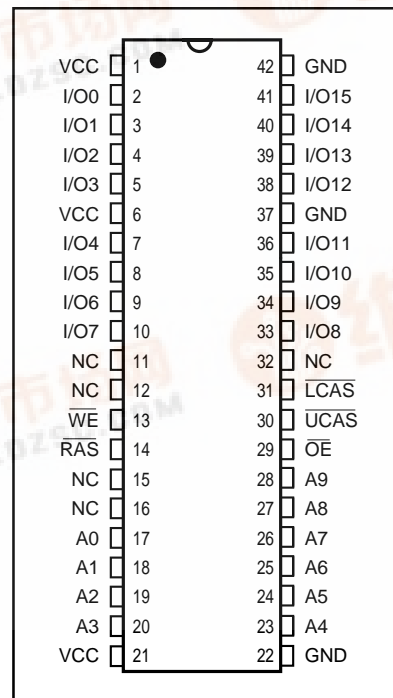 VCC 1 42 GND
I/O0 2 41 I/O15
I/O1 3 40 I/O14
I/O2 4 39 I/O13
I/O3 5 38 I/O12
VCC 6 37 GND
I/O4 7 36 I/O11
I/O5 8 35 I/O10
I/O6 9 34 I/O9
I/O7 10 33 I/O8
NC 11 32 NC
NC 12 31 LCAS
WE 13 30 UCAS
RAS 14 29 OE
NC 15 28 A9
NC 16 27 A8
A0 17 26 A7
A1 18 25 A6
A2 19 24 A5
A3 20 23 A4
VCC 21 22 GND